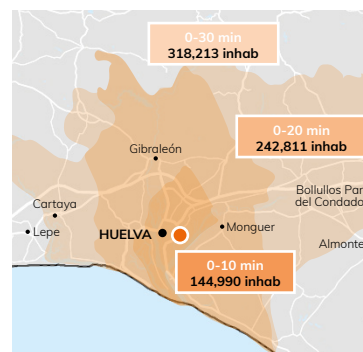 0-30 min
318,213 inhab
0-20 min
242,811 inhab
Gibraleón
Bollullos Par
del Condado
Cartaya
Lepe
HUELVA
Monguer
Almonte
0-10 min
144,990 inhab